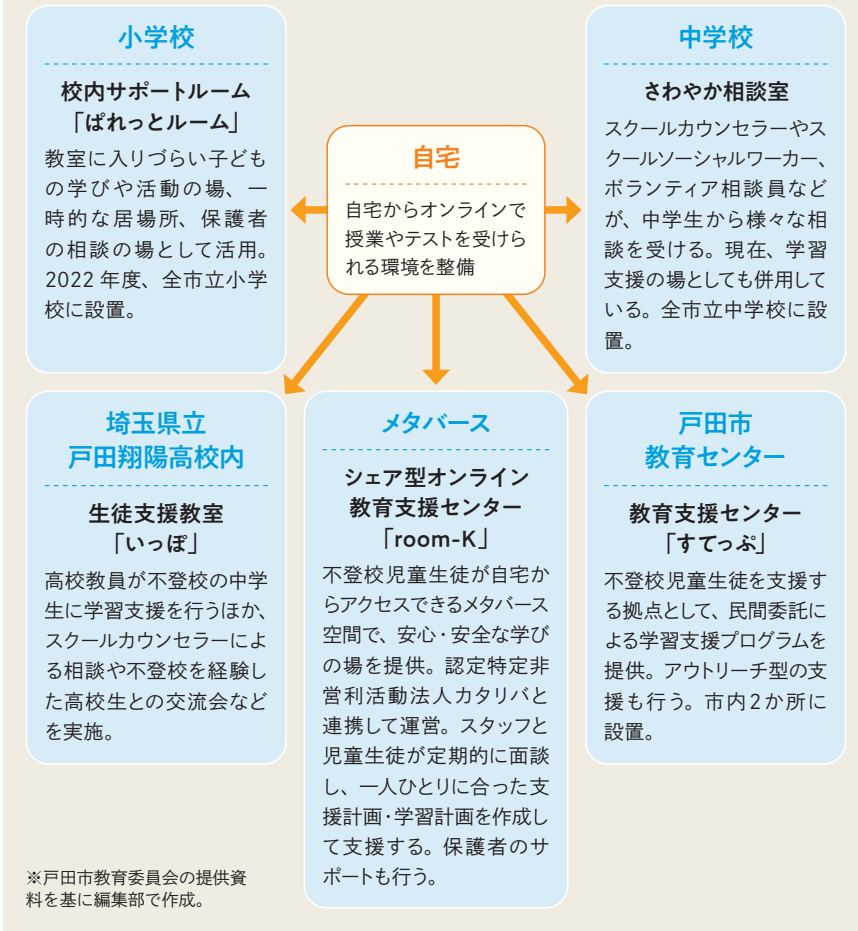 小学校
校内サポートルーム
「ぱれっとルーム」
教室に入りづらい子ども
の学びや活動の場、一
時的な居場所、保護者
の相談の場として活用。
2022 年度、全市立小学
校に設置。
自宅
自宅からオンラインで
授業やテストを受けら
れる環境を整備
中学校
さわやか相談室
スクールカウンセラーやス
クールソーシャルワーカー、
ボランティア相談員など
が、中学生から様々な相
談を受ける。現在、学習
支援の場としても併用して
いる。全市立中学校に設
置。
埼玉県立
戸田翔陽高校内
生徒支援教室
「いっぽ」
高校教員が不登校の中学
生に学習支援を行うほか、
スクールカウンセラーによ
る相談や不登校を経験し
た高校生との交流会など
を実施。
メタバース
シェア型オンライン
教育支援センター
「room-K」
不登校児童生徒が自宅か
らアクセスできるメタバース
空間で、安心・安全な学び
の場を提供。認定特定非
営利活動法人カタリバと
連携して運営。スタッフと
児童生徒が定期的に面談
し、一人ひとりに合った支
援計画・学習計画を作成し
て支援する。保護者のサ
ポートも行う。
戸田市
教育センター
教育支援センター
「すてっぷ」
不登校児童生徒を支援す
る拠点として、民間委託に
よる学習支援プログラムを
提供。アウトリーチ型の支
援も行う。市内2か所に
設置。
※戸田市教育委員会の提供資
料を基に編集部で作成。